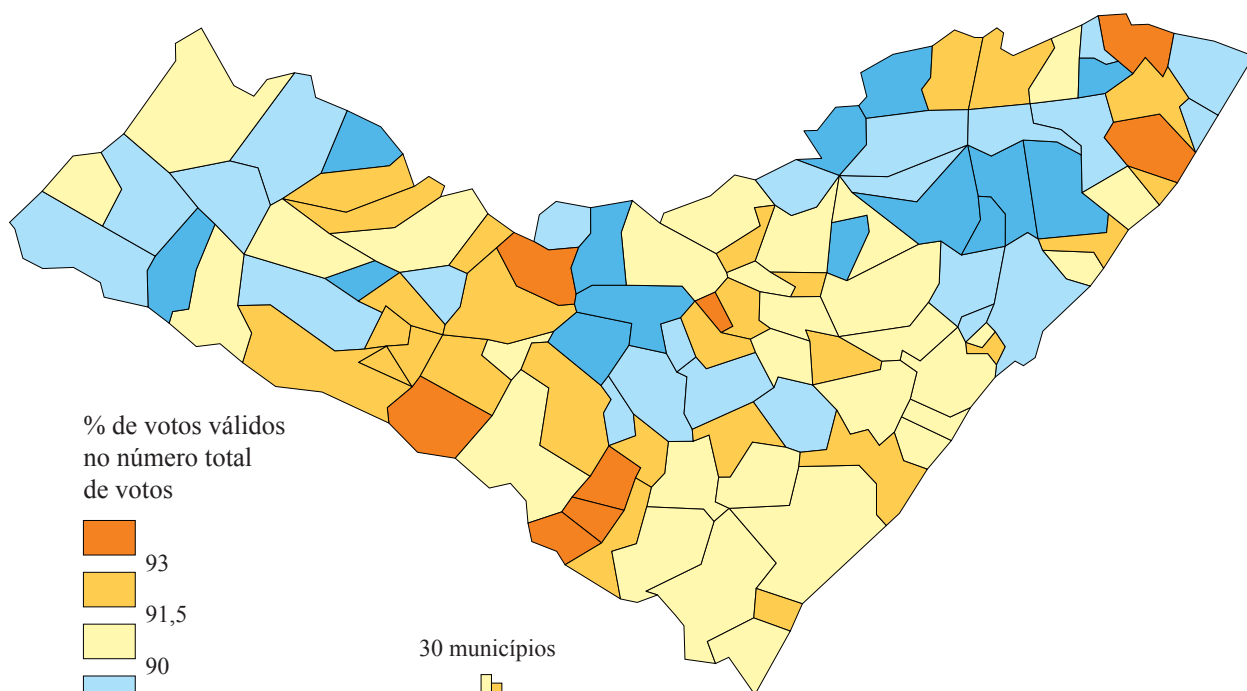 % de votos válidos
no número total
de votos
93
91,5
90
30 municípios